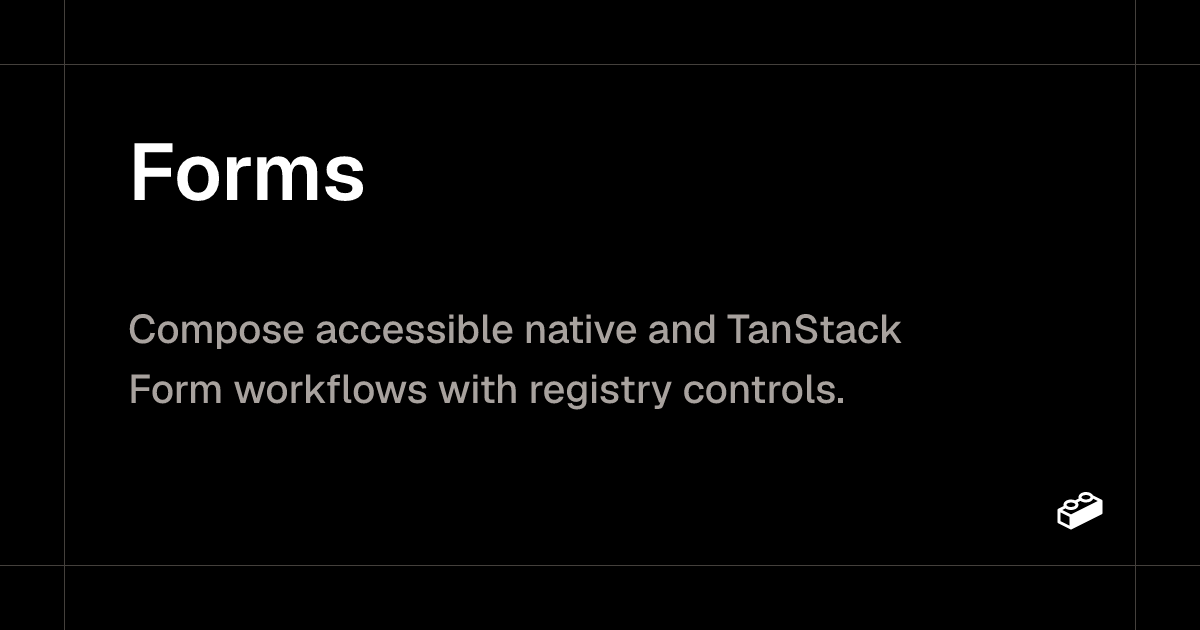 Forms
Compose accessible native and TanStack
Form workflows with registry controls.